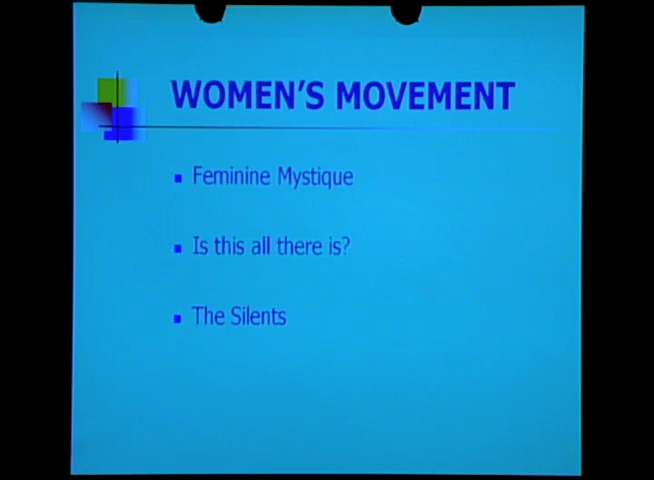 WOMEN'S MOVEMENT
Feminine Mystique
Is this all there is?
The Silents